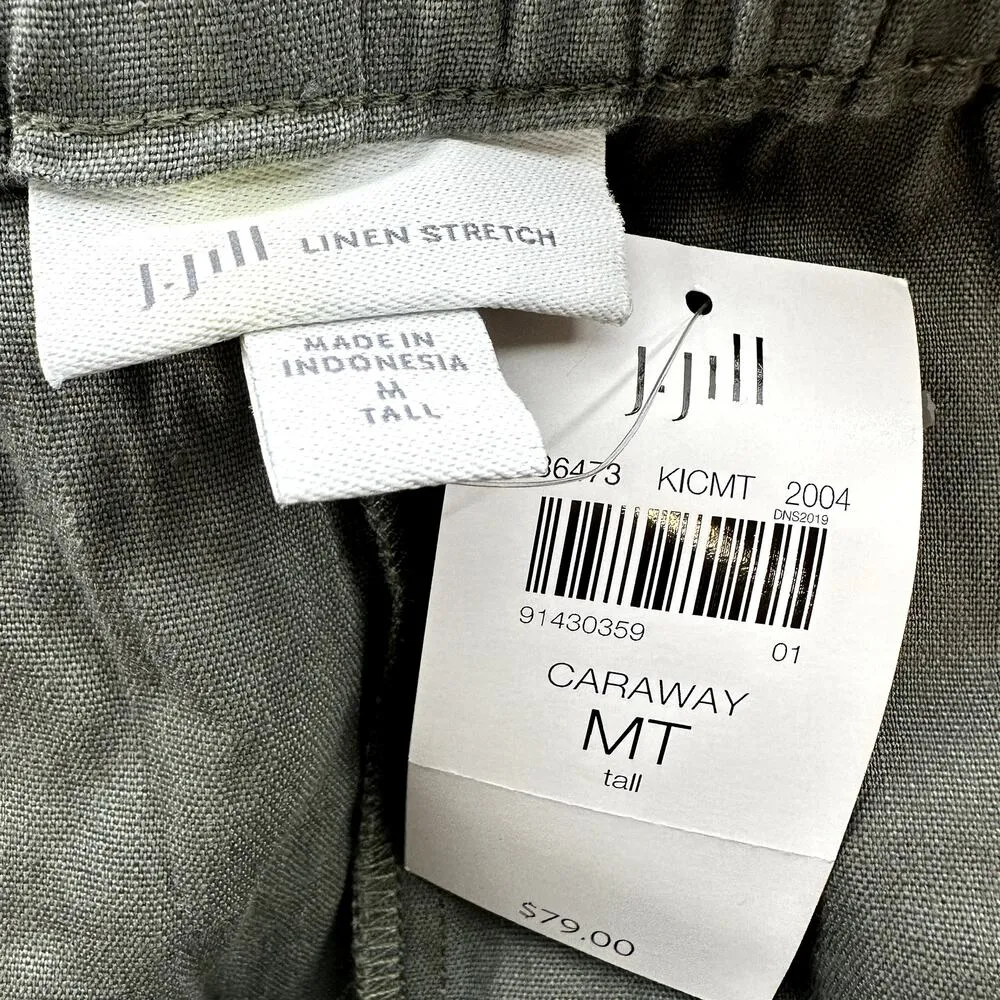 J.Jill LINEN STRETCH
MADE IN
INDONESIA
M
TALL
J.Jill
36473 KICMT 2004
DNS2019
91430359
01
CARAWAY
MT
tall
$79.00